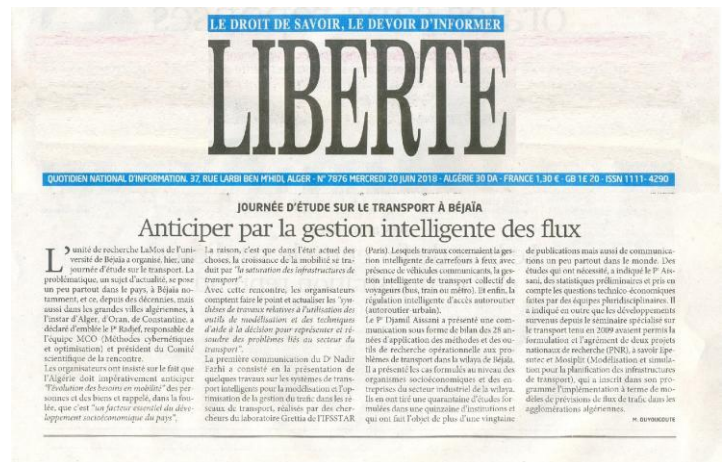 LE DROIT DE SAVOIR, LE DEVOIR D'INFORMER
LIBERTE
QUOTIDIEN NATIONAL D'INFORMATION. 37, RUE LARBI BEN M'HIDI, ALGER - N° 7876 MERCREDI 20 JUIN 2018 - ALGÉRIE 30 DA - FRANCE 1,30 € - GB 1£ 20 - ISSN 1111- 4290
JOURNÉE D'ÉTUDE SUR LE TRANSPORT À BÉJAÏA
Anticiper par la gestion intelligente des flux
L'unité de recherche LaMos de l'uni-
versité de Béjaïa a organisé, hier, une
journée d'étude sur le transport. La
problématique, un sujet d'actualité, se pose
un peu partout dans le pays, à Béjaïa no-
tamment, et ce, depuis des décennies, mais
aussi dans les grandes villes algériennes, à
l'instar d'Alger, d'Oran, de Constantine, a
déclaré d'emblée le Pr Radjef, responsable de
l'équipe MCO (Méthodes cybernétiques
et optimisation) et président du Comité
scientifique de la rencontre.
Les organisateurs ont insisté sur le fait que
l'Algérie doit impérativement anticiper
"l'évolution des besoins en mobilité" des per-
sonnes et des biens et rappelé, dans la fou-
lée, que c'est "un facteur essentiel du déve-
loppement socioéconomique du pays".
La raison, c'est que dans l'état actuel des
choses, la croissance de la mobilité se tra-
duit par "la saturation des infrastructures de
transport".
Avec cette rencontre, les organisateurs
comptent faire le point et actualiser les "syn-
thèses de travaux relatives à l'utilisation des
outils de modélisation et des techniques
d'aide à la décision pour représenter et ré-
soudre des problèmes liés au secteur du
transport".
La première communication du Dr Nadir
Farhi a consisté en la présentation de
quelques travaux sur les systèmes de trans-
port intelligents pour la modélisation et l'op-
timisation de la gestion du trafic dans les ré-
seaux de transport, réalisés par des cher-
cheurs du laboratoire Grettia de l'IFSSTAR
(Paris). Lesquels travaux concernaient la ges-
tion intelligente de carrefours à feux avec
présence de véhicules communicants, la ges-
tion intelligente de transport collectif de
voyageurs (bus, train ou métro). Et enfin, la
régulation intelligente d'accès autoroutier
(autoroutier-urbain).
Le Pr Djamil Aïssani a présenté une com-
munication sous forme de bilan des 28 an-
nées d'application des méthodes et des ou-
tils de recherche opérationnelle aux pro-
blèmes de transport dans la wilaya de Béjaïa.
Il a présenté les cas formulés au niveau des
organismes socioéconomiques et des en-
treprises du secteur industriel de la wilaya.
Ils en ont tiré une quarantaine d'études for-
mulées dans une quinzaine d'institutions et
qui ont fait l'objet de plus d'une vingtaine
de publications mais aussi de communica-
tions un peu partout dans le monde. Des
études qui ont nécessité, a indiqué le Pr Aïs-
sani, des statistiques préliminaires et pris en
compte les questions technico-économiques
faites par des équipes pluridisciplinaires. Il
a indiqué en outre que les développements
survenus depuis le séminaire spécialisé sur
le transport tenu en 2009 avaient permis la
formulation et l'agrément de deux projets
nationaux de recherche (PNR), à savoir Epe-
sintec et Mosiplit (Modélisation et simula-
tion pour la planification des infrastructures
de transport), qui a inscrit dans son pro-
gramme l'implémentation à terme de mo-
dèles de prévisions de flux de trafic dans les
agglomérations algériennes.
M. OUYOUGOUTE